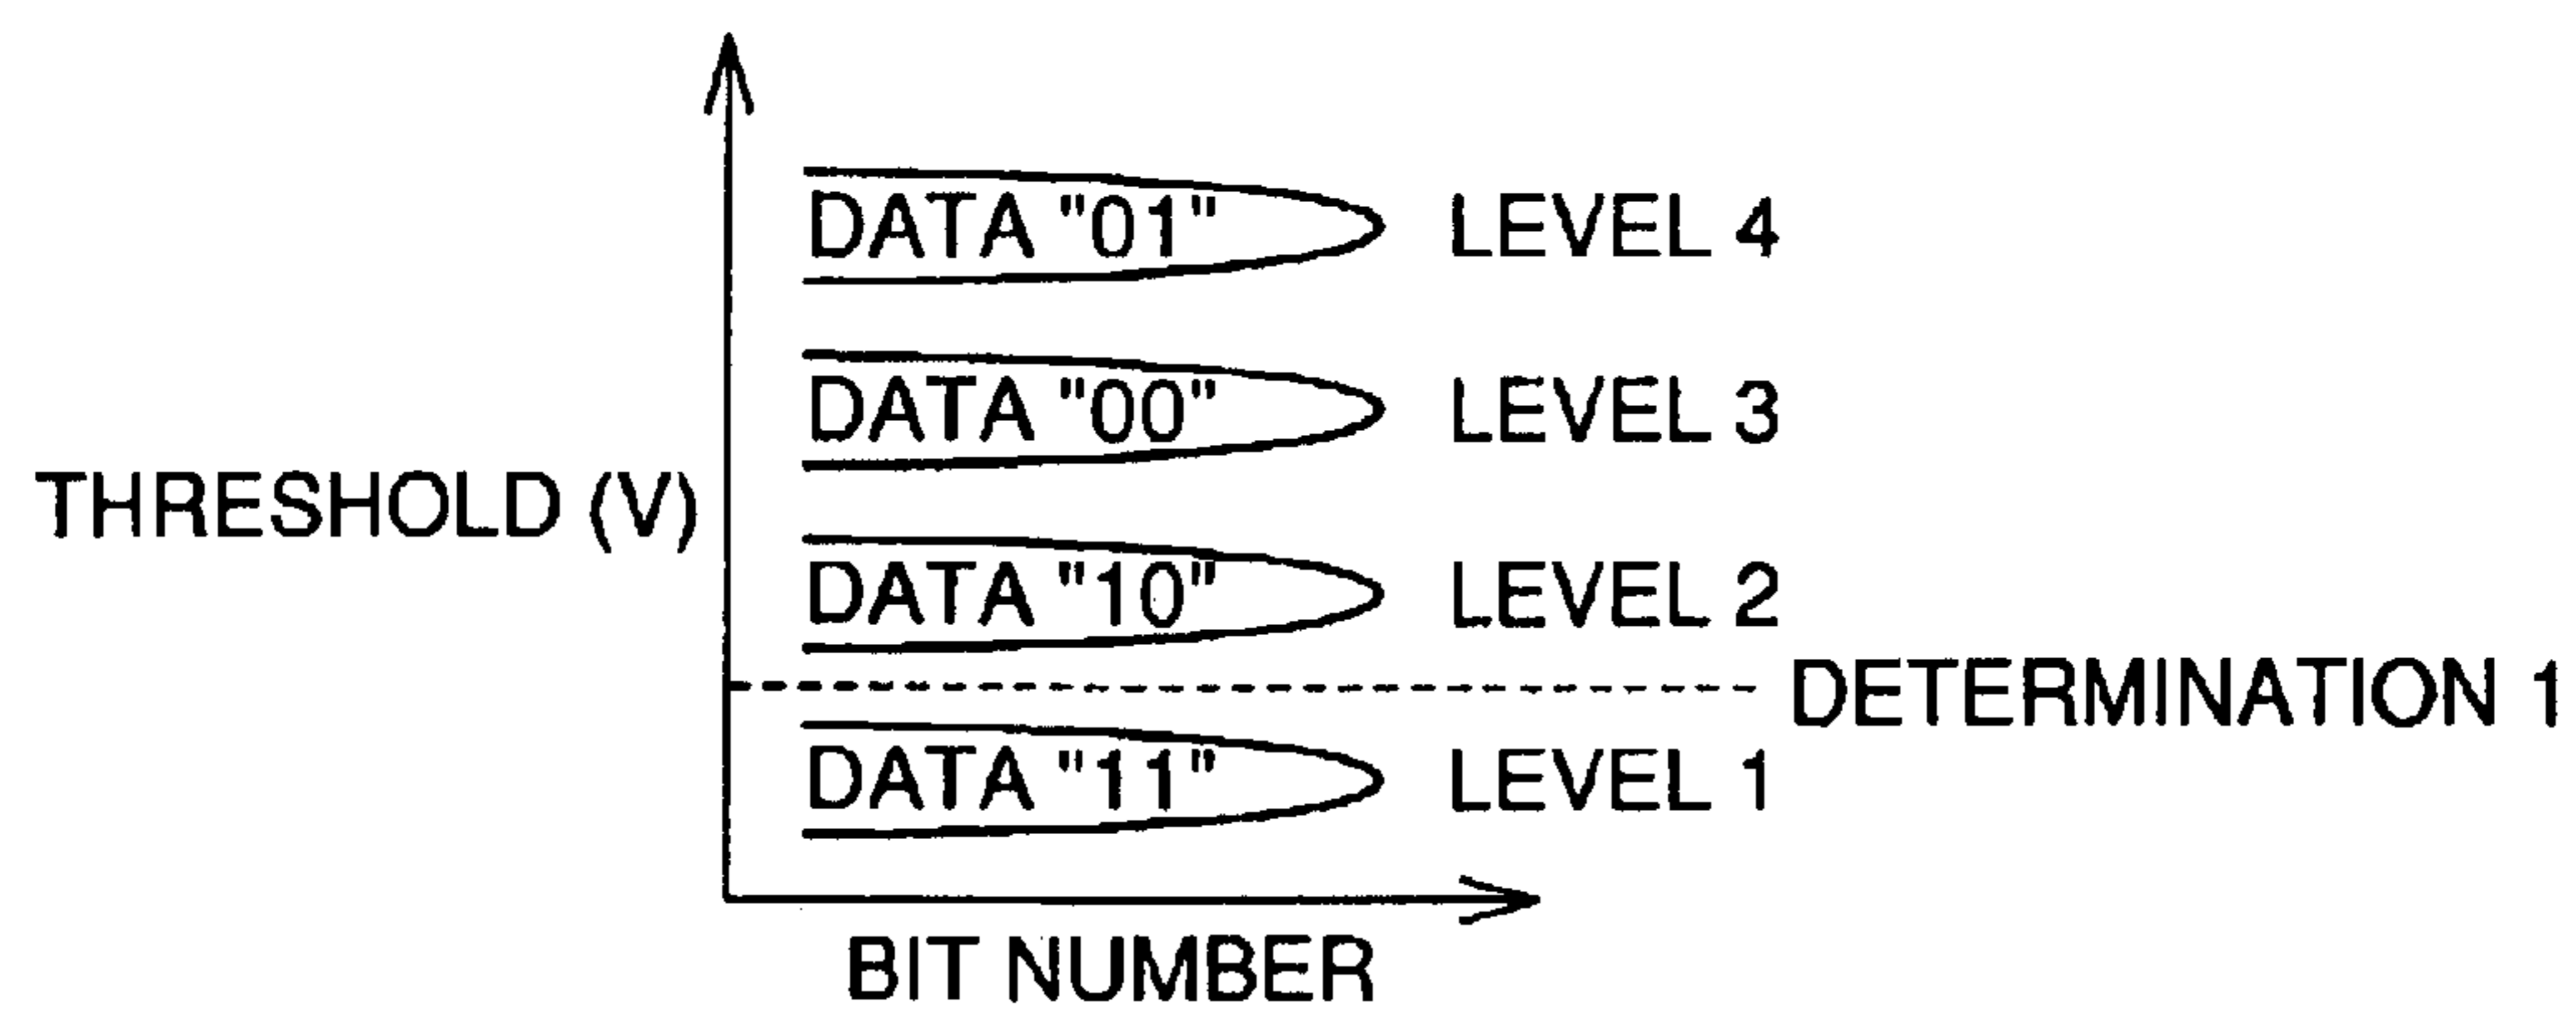 DATA "01" LEVEL 4
DATA "00" LEVEL 3
THRESHOLD (V)
DATA "10" LEVEL 2
DETERMINATION 1
DATA "11" LEVEL 1
BIT NUMBER